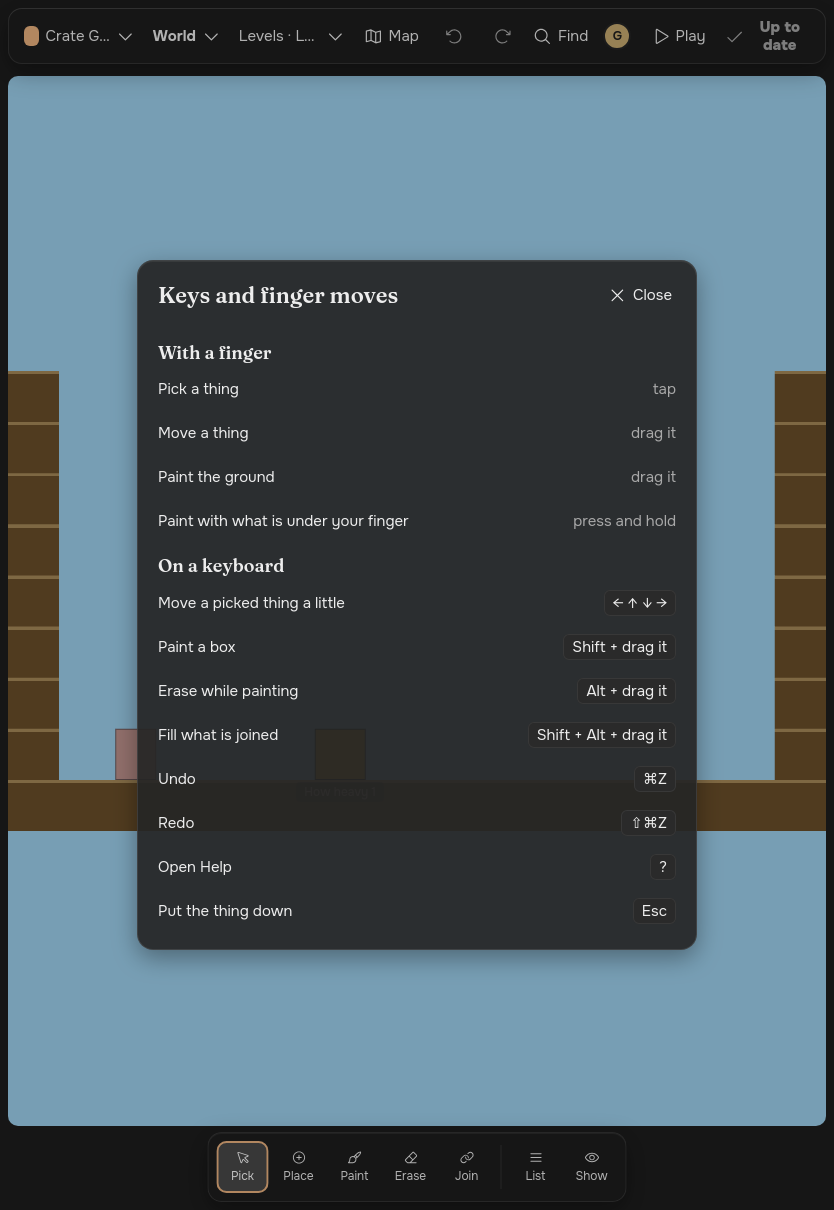 Crate G...
World
Levels · L...
Map
Find
G
Play
Up to
date
Keys and finger moves
Close
With a finger
Pick a thing tap
Move a thing drag it
Paint the ground drag it
Paint with what is under your finger press and hold
On a keyboard
Move a picked thing a little ← ↑ ↓ →
Paint a box Shift + drag it
Erase while painting Alt + drag it
Fill what is joined Shift + Alt + drag it
Undo ⌘Z
Redo ⇧⌘Z
Open Help ?
Put the thing down Esc
Pick
Place
Paint
Erase
Join
List
Show